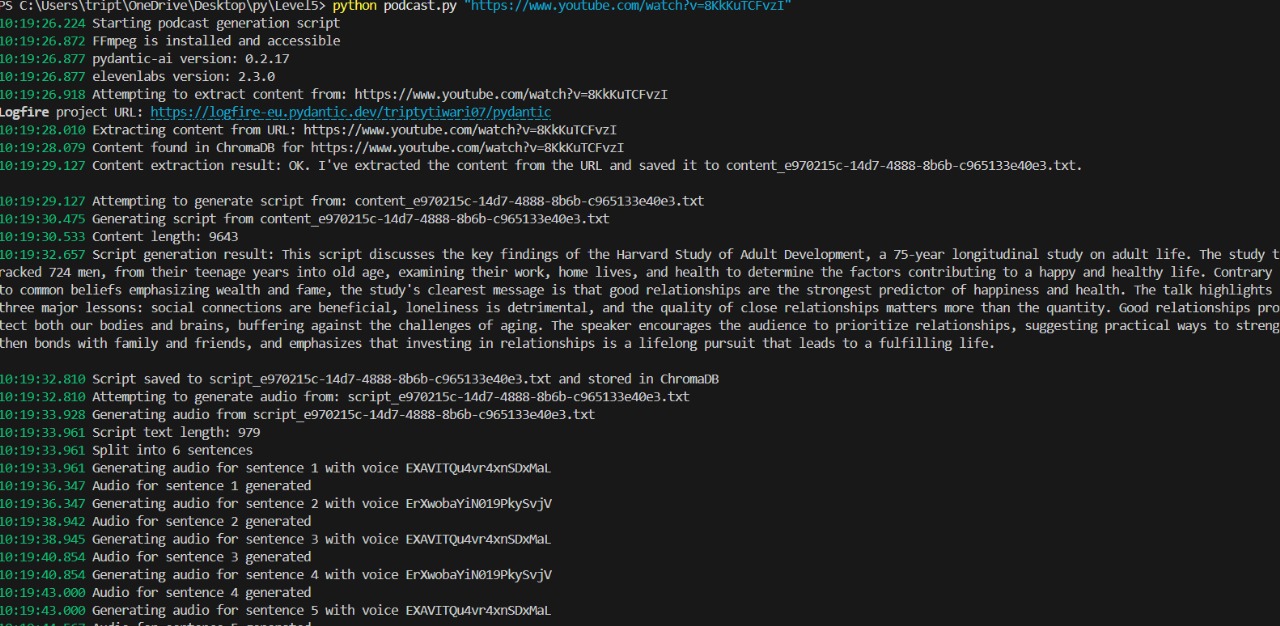 PS C:\Users\tript\OneDrive\Desktop\py\Level5> python podcast.py "https://www.youtube.com/watch?v=8KkKuTCFvzI"
10:19:26.224 Starting podcast generation script
10:19:26.872 FFmpeg is installed and accessible
10:19:26.877 pydantic-ai version: 0.2.17
10:19:26.877 elevenlabs version: 2.3.0
10:19:26.918 Attempting to extract content from: https://www.youtube.com/watch?v=8KkKuTCFvzI
Logfire project URL: https://logfire-eu.pydantic.dev/triptytiwari07/pydantic
10:19:28.010 Extracting content from URL: https://www.youtube.com/watch?v=8KkKuTCFvzI
10:19:28.079 Content found in ChromaDB for https://www.youtube.com/watch?v=8KkKuTCFvzI
10:19:29.127 Content extraction result: OK. I've extracted the content from the URL and saved it to content_e970215c-14d7-4888-8b6b-c965133e40e3.txt.
10:19:29.127 Attempting to generate script from: content_e970215c-14d7-4888-8b6b-c965133e40e3.txt
10:19:30.475 Generating script from content_e970215c-14d7-4888-8b6b-c965133e40e3.txt
10:19:30.533 Content length: 9643
10:19:32.657 Script generation result: This script discusses the key findings of the Harvard Study of Adult Development, a 75-year longitudinal study on adult life. The study t
racked 724 men, from their teenage years into old age, examining their work, home lives, and health to determine the factors contributing to a happy and healthy life. Contrary
to common beliefs emphasizing wealth and fame, the study's clearest message is that good relationships are the strongest predictor of happiness and health. The talk highlights
three major lessons: social connections are beneficial, loneliness is detrimental, and the quality of close relationships matters more than the quantity. Good relationships pro
tect both our bodies and brains, buffering against the challenges of aging. The speaker encourages the audience to prioritize relationships, suggesting practical ways to streng
then bonds with family and friends, and emphasizes that investing in relationships is a lifelong pursuit that leads to a fulfilling life.
10:19:32.810 Script saved to script_e970215c-14d7-4888-8b6b-c965133e40e3.txt and stored in ChromaDB
10:19:32.810 Attempting to generate audio from: script_e970215c-14d7-4888-8b6b-c965133e40e3.txt
10:19:33.928 Generating audio from script_e970215c-14d7-4888-8b6b-c965133e40e3.txt
10:19:33.961 Script text length: 979
10:19:33.961 Split into 6 sentences
10:19:33.961 Generating audio for sentence 1 with voice EXAVITQu4vr4xnSDxMaL
10:19:36.347 Audio for sentence 1 generated
10:19:36.347 Generating audio for sentence 2 with voice ErXwobaYiN019PkySvjV
10:19:38.942 Audio for sentence 2 generated
10:19:38.945 Generating audio for sentence 3 with voice EXAVITQu4vr4xnSDxMaL
10:19:40.854 Audio for sentence 3 generated
10:19:40.854 Generating audio for sentence 4 with voice ErXwobaYiN019PkySvjV
10:19:43.000 Audio for sentence 4 generated
10:19:43.000 Generating audio for sentence 5 with voice EXAVITQu4vr4xnSDxMaL